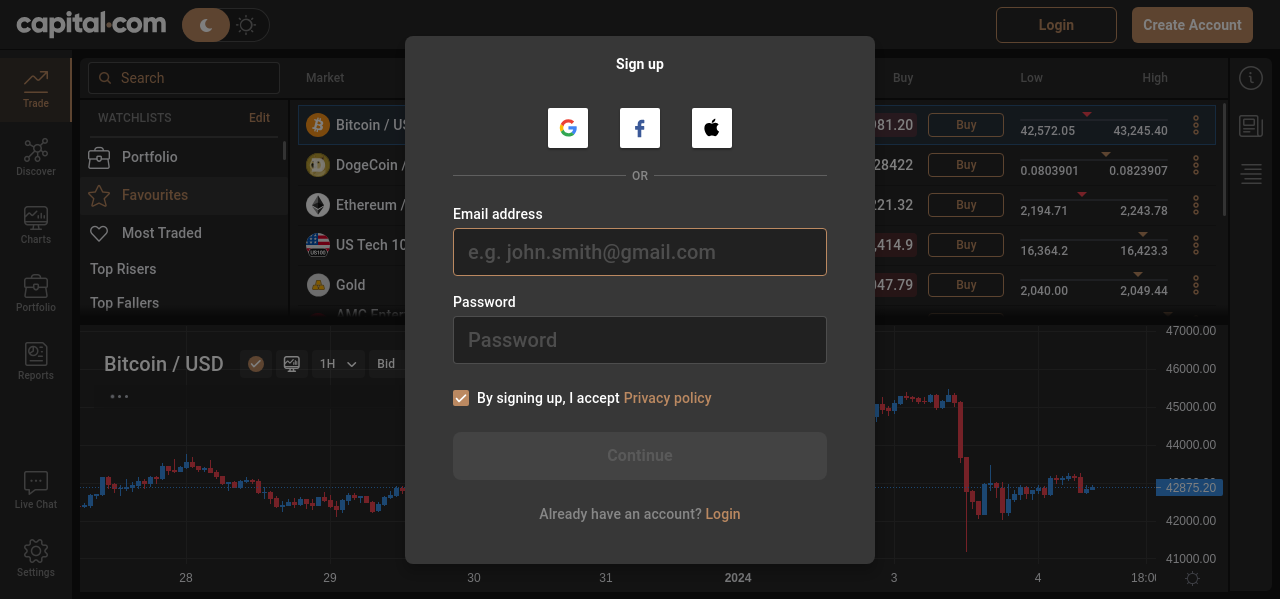 capital.com
Login
Create Account
Sign up
OR
Email address
e.g. john.smith@gmail.com
Password
Password
By signing up, I accept Privacy policy
Continue
Already have an account? Login
Trade
Discover
Charts
Portfolio
Reports
Live Chat
Settings
Search
WATCHLISTS Edit
Portfolio
Favourites
Most Traded
Top Risers
Top Fallers
Market Buy Low High
Bitcoin / US 981.20 Buy 42,572.05 43,245.40
DogeCoin / 28422 Buy 0.0803901 0.0823907
Ethereum / 221.32 Buy 2,194.71 2,243.78
US100 US Tech 10 ,414.9 Buy 16,364.2 16,423.3
Gold 047.79 Buy 2,040.00 2,049.44
Bitcoin / USD 1H Bid
...
47000.00
46000.00
45000.00
44000.00
42875.20
42000.00
41000.00
28 29 30 31 2024 3 4 18:00